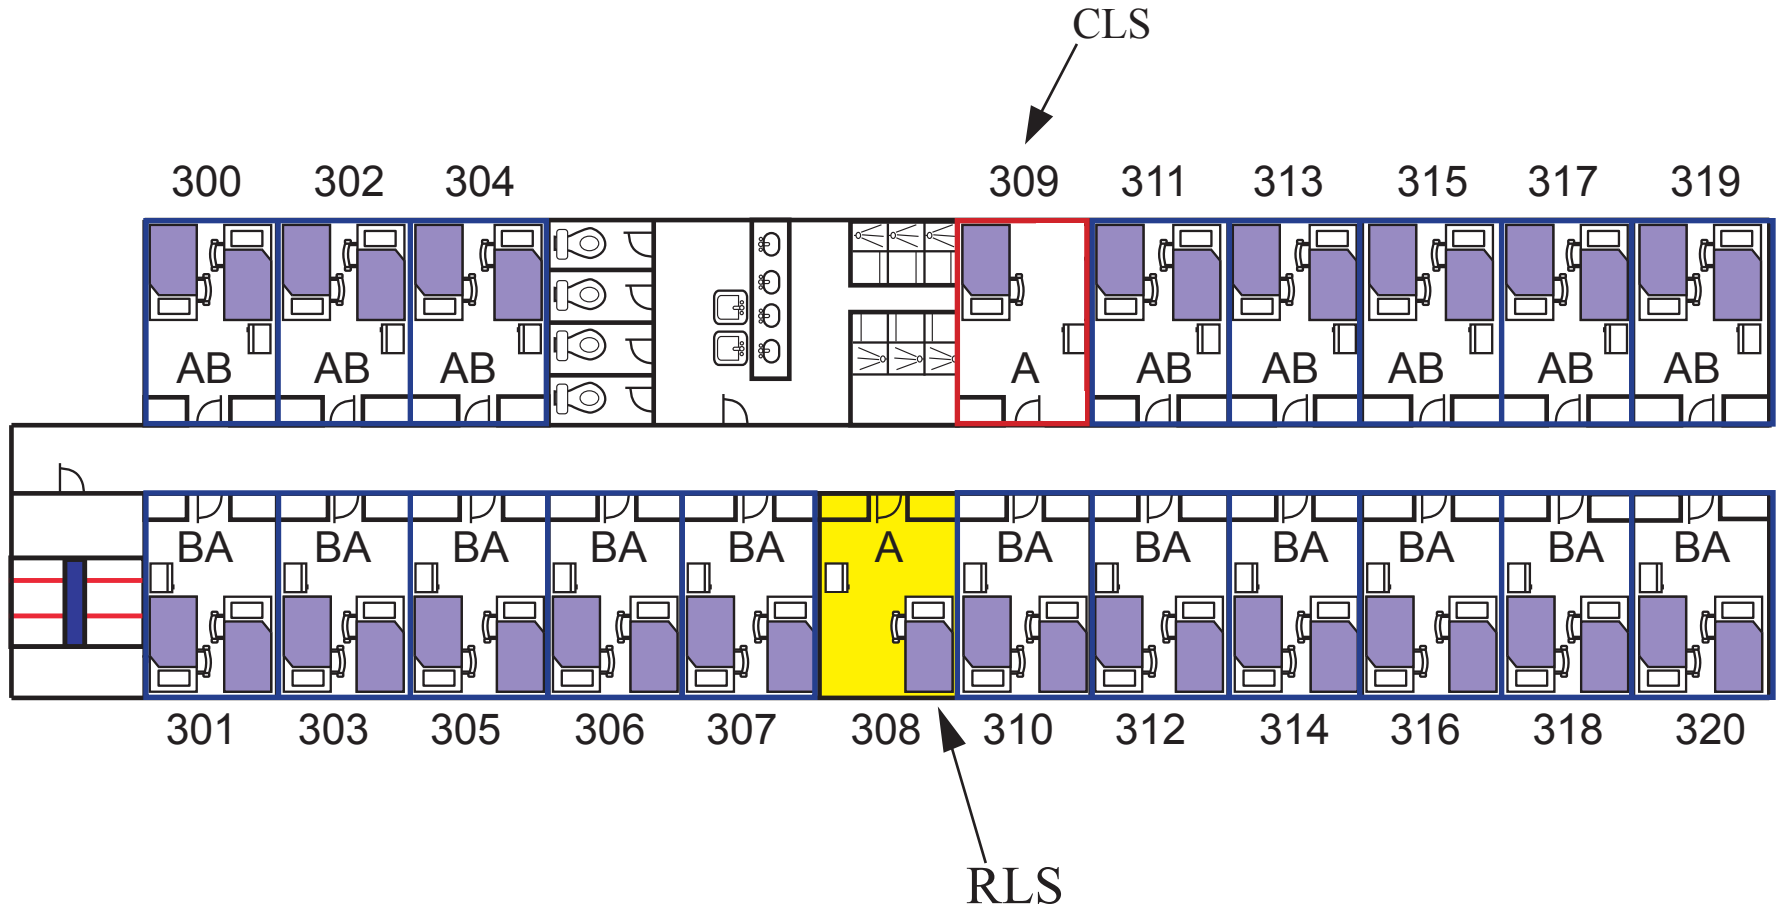 CLS
300 302 304 309 311 313 315 317 319
AB AB AB A AB AB AB AB AB
BA BA BA BA BA A BA BA BA BA BA BA
301 303 305 306 307 308 310 312 314 316 318 320
RLS